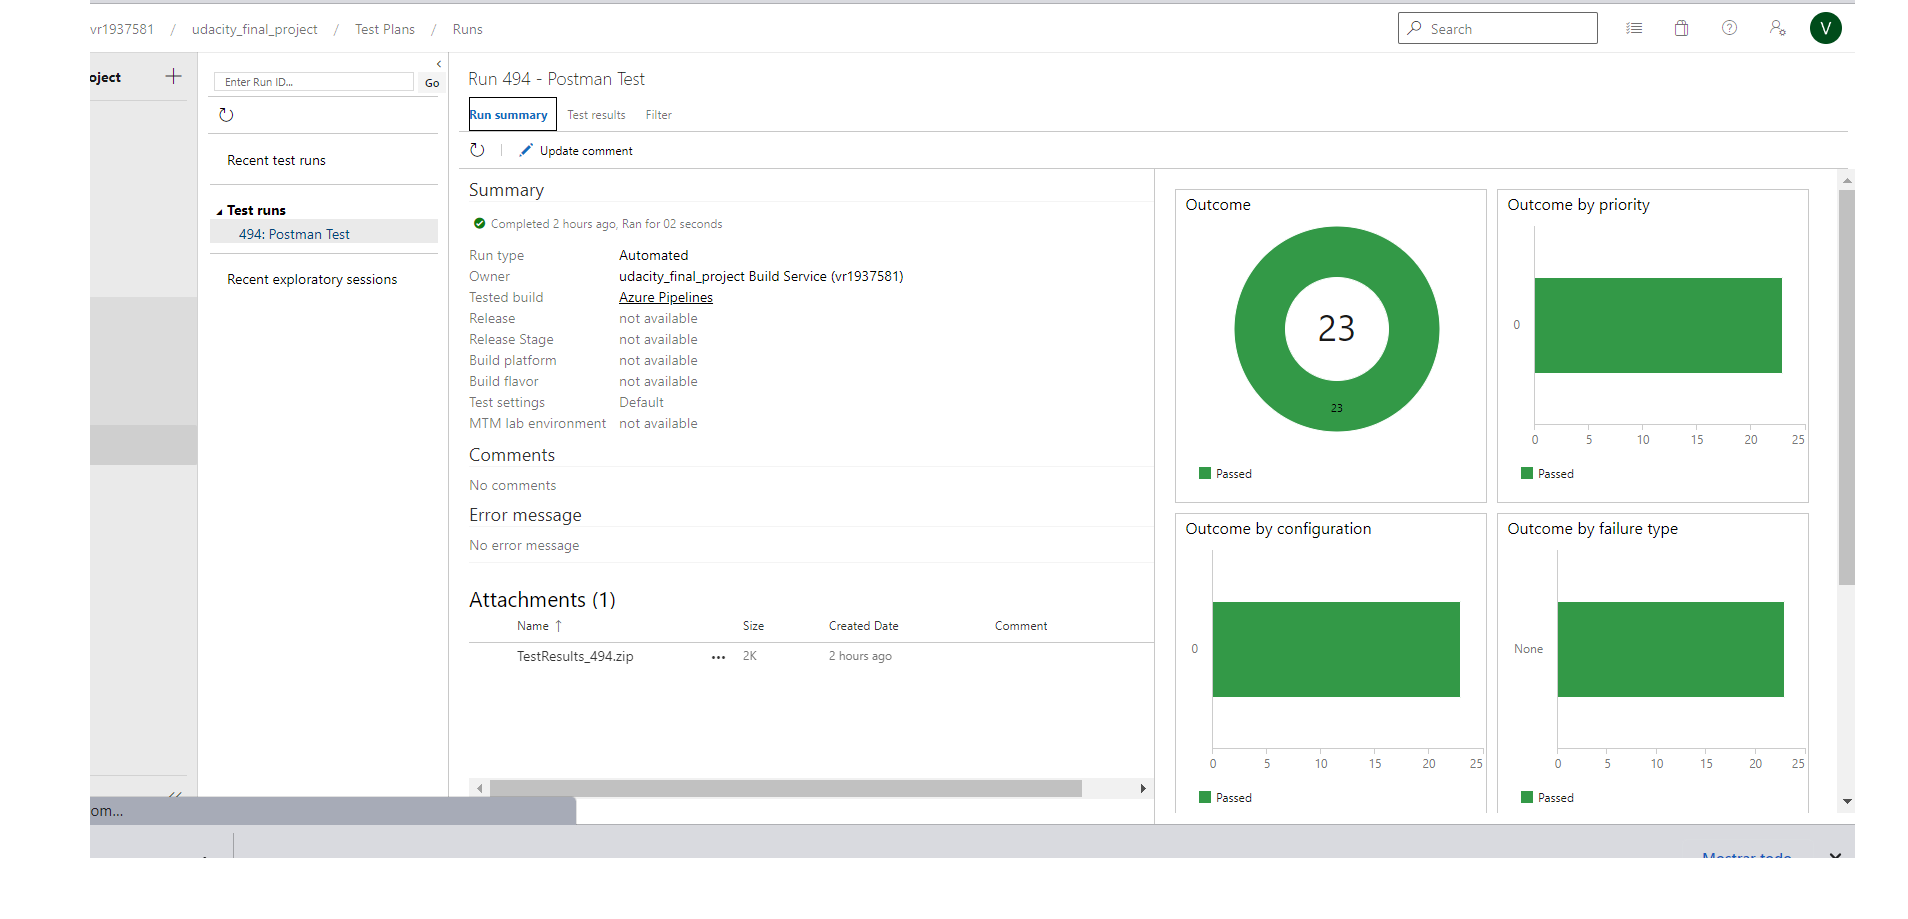 vr1937581 / udacity_final_project / Test Plans / Runs
Search
V
oject
Enter Run ID...
Go
Recent test runs
Test runs
494: Postman Test
Recent exploratory sessions
Run 494 - Postman Test
Run summary
Test results
Filter
Update comment
Summary
Completed 2 hours ago, Ran for 02 seconds
Run type Automated
Owner udacity_final_project Build Service (vr1937581)
Tested build Azure Pipelines
Release not available
Release Stage not available
Build platform not available
Build flavor not available
Test settings Default
MTM lab environment not available
Comments
No comments
Error message
No error message
Attachments (1)
Name ↑ Size Created Date Comment
TestResults_494.zip ... 2K 2 hours ago
Outcome
23
23
Passed
Outcome by priority
0
0 5 10 15 20 25
Passed
Outcome by configuration
0
0 5 10 15 20 25
Passed
Outcome by failure type
None
0 5 10 15 20 25
Passed
om...
Mostrar todo